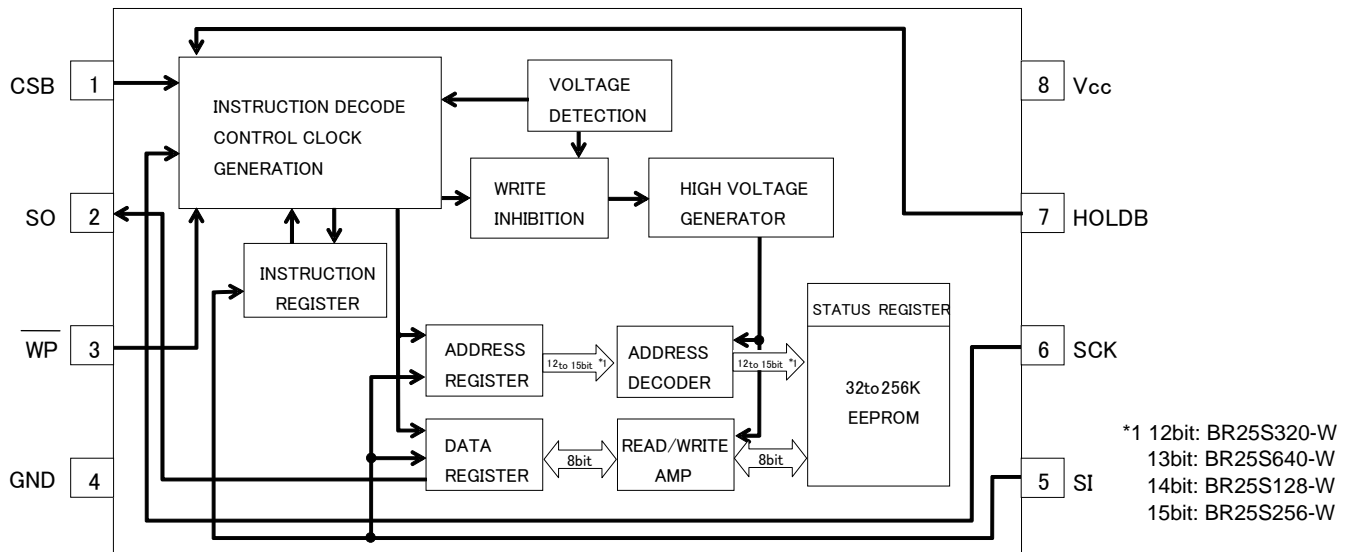 CSB 1
SO 2
WP 3
GND 4
INSTRUCTION DECODE
CONTROL CLOCK
GENERATION
VOLTAGE
DETECTION
WRITE
INHIBITION
HIGH VOLTAGE
GENERATOR
INSTRUCTION
REGISTER
ADDRESS
REGISTER
12to 15bit *1
ADDRESS
DECODER
12to 15bit *1
STATUS REGISTER
32to256K
EEPROM
DATA
REGISTER
8bit
READ/WRITE
AMP
8bit
8 Vcc
7 HOLDB
6 SCK
5 SI
*1 12bit: BR25S320-W
13bit: BR25S640-W
14bit: BR25S128-W
15bit: BR25S256-W